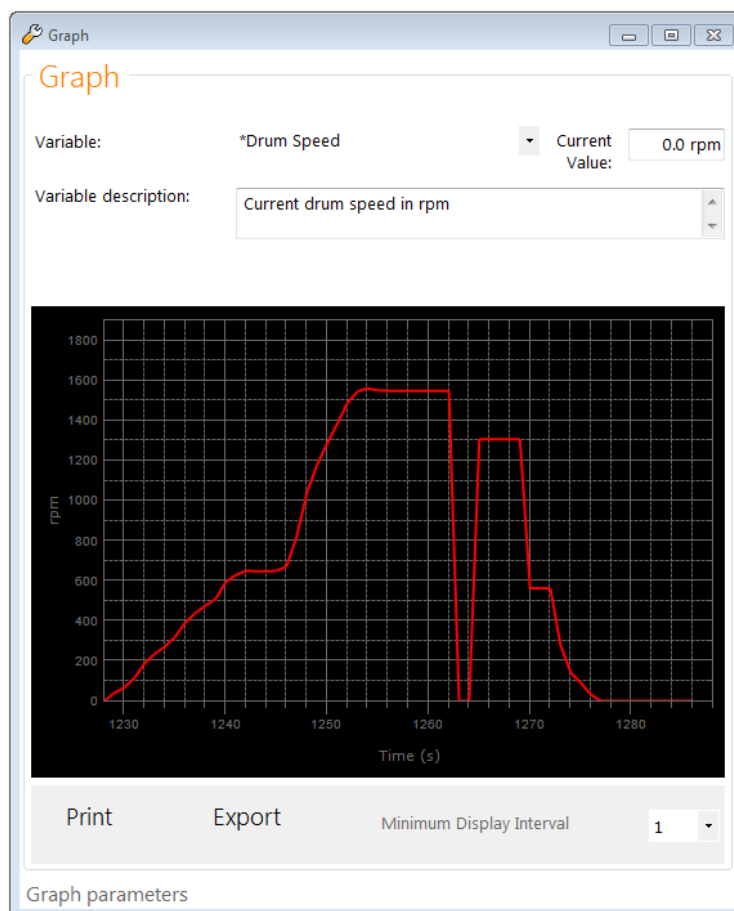 Graph
Graph
Variable: *Drum Speed Current Value: 0.0 rpm
Variable description: Current drum speed in rpm
1800
1600
1400
1200
1000
800
600
400
200
0
rpm
1230 1240 1250 1260 1270 1280
Time (s)
Print Export Minimum Display Interval 1
Graph parameters